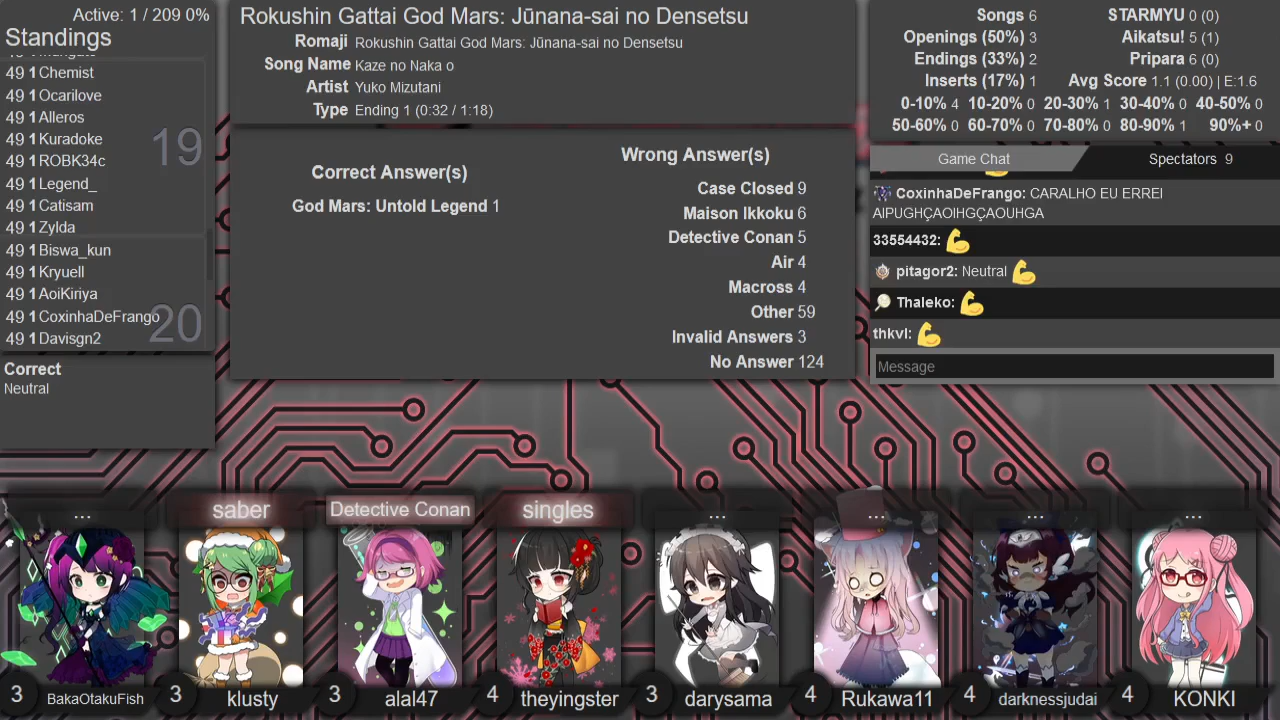 Active: 1 / 209 0%
Standings
49 1 Chemist
49 1 Ocarilove
49 1 Alleros
49 1 Kuradoke
49 1 ROBK34c
49 1 Legend_
49 1 Catisam
49 1 Zylda
19
49 1 Biswa_kun
49 1 Kryuell
49 1 AoiKiriya
49 1 CoxinhaDeFrango
49 1 Davisgn2
20
Correct
Neutral
Rokushin Gattai God Mars: Jūnana-sai no Densetsu
Romaji Rokushin Gattai God Mars: Jūnana-sai no Densetsu
Song Name Kaze no Naka o
Artist Yuko Mizutani
Type Ending 1 (0:32 / 1:18)
Correct Answer(s)
God Mars: Untold Legend 1
Wrong Answer(s)
Case Closed 9
Maison Ikkoku 6
Detective Conan 5
Air 4
Macross 4
Other 59
Invalid Answers 3
No Answer 124
Songs 6 STARMYU 0 (0)
Openings (50%) 3 Aikatsu! 5 (1)
Endings (33%) 2 Pripara 6 (0)
Inserts (17%) 1 Avg Score 1.1 (0.00) | E:1.6
0-10% 4 10-20% 0 20-30% 1 30-40% 0 40-50% 0
50-60% 0 60-70% 0 70-80% 0 80-90% 1 90%+ 0
Game Chat Spectators 9
CoxinhaDeFrango: CARALHO EU ERREI
AIPUGHÇAOIHGÇAOUHGA
33554432: 💪
pitagor2: Neutral 💪
Thaleko: 💪
thkvl: 💪
Message
... saber Detective Conan singles ... ... ... ...
3 BakaOtakuFish 3 klusty 3 alal47 4 theyingster 3 darysama 4 Rukawa11 4 darknessjudai 4 KONKI